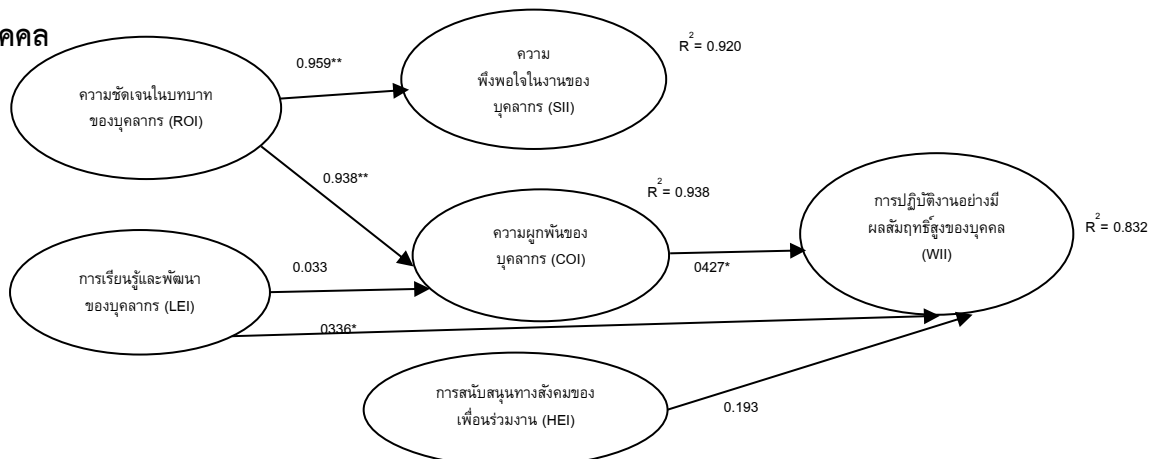 คคล
ความชัดเจนในบทบาท
ของบุคลากร (ROI)
0.959**
ความ
พึงพอใจในงานของ
บุคลากร (SII)
R² = 0.920
0.938**
ความผูกพันของ
บุคลากร (COI)
R² = 0.938
การปฏิบัติงานอย่างมี
ผลสัมฤทธิ์สูงของบุคคล
(WII)
R² = 0.832
การเรียนรู้และพัฒนา
ของบุคลากร (LEI)
0.033
0427*
0336*
การสนับสนุนทางสังคมของ
เพื่อนร่วมงาน (HEI)
0.193